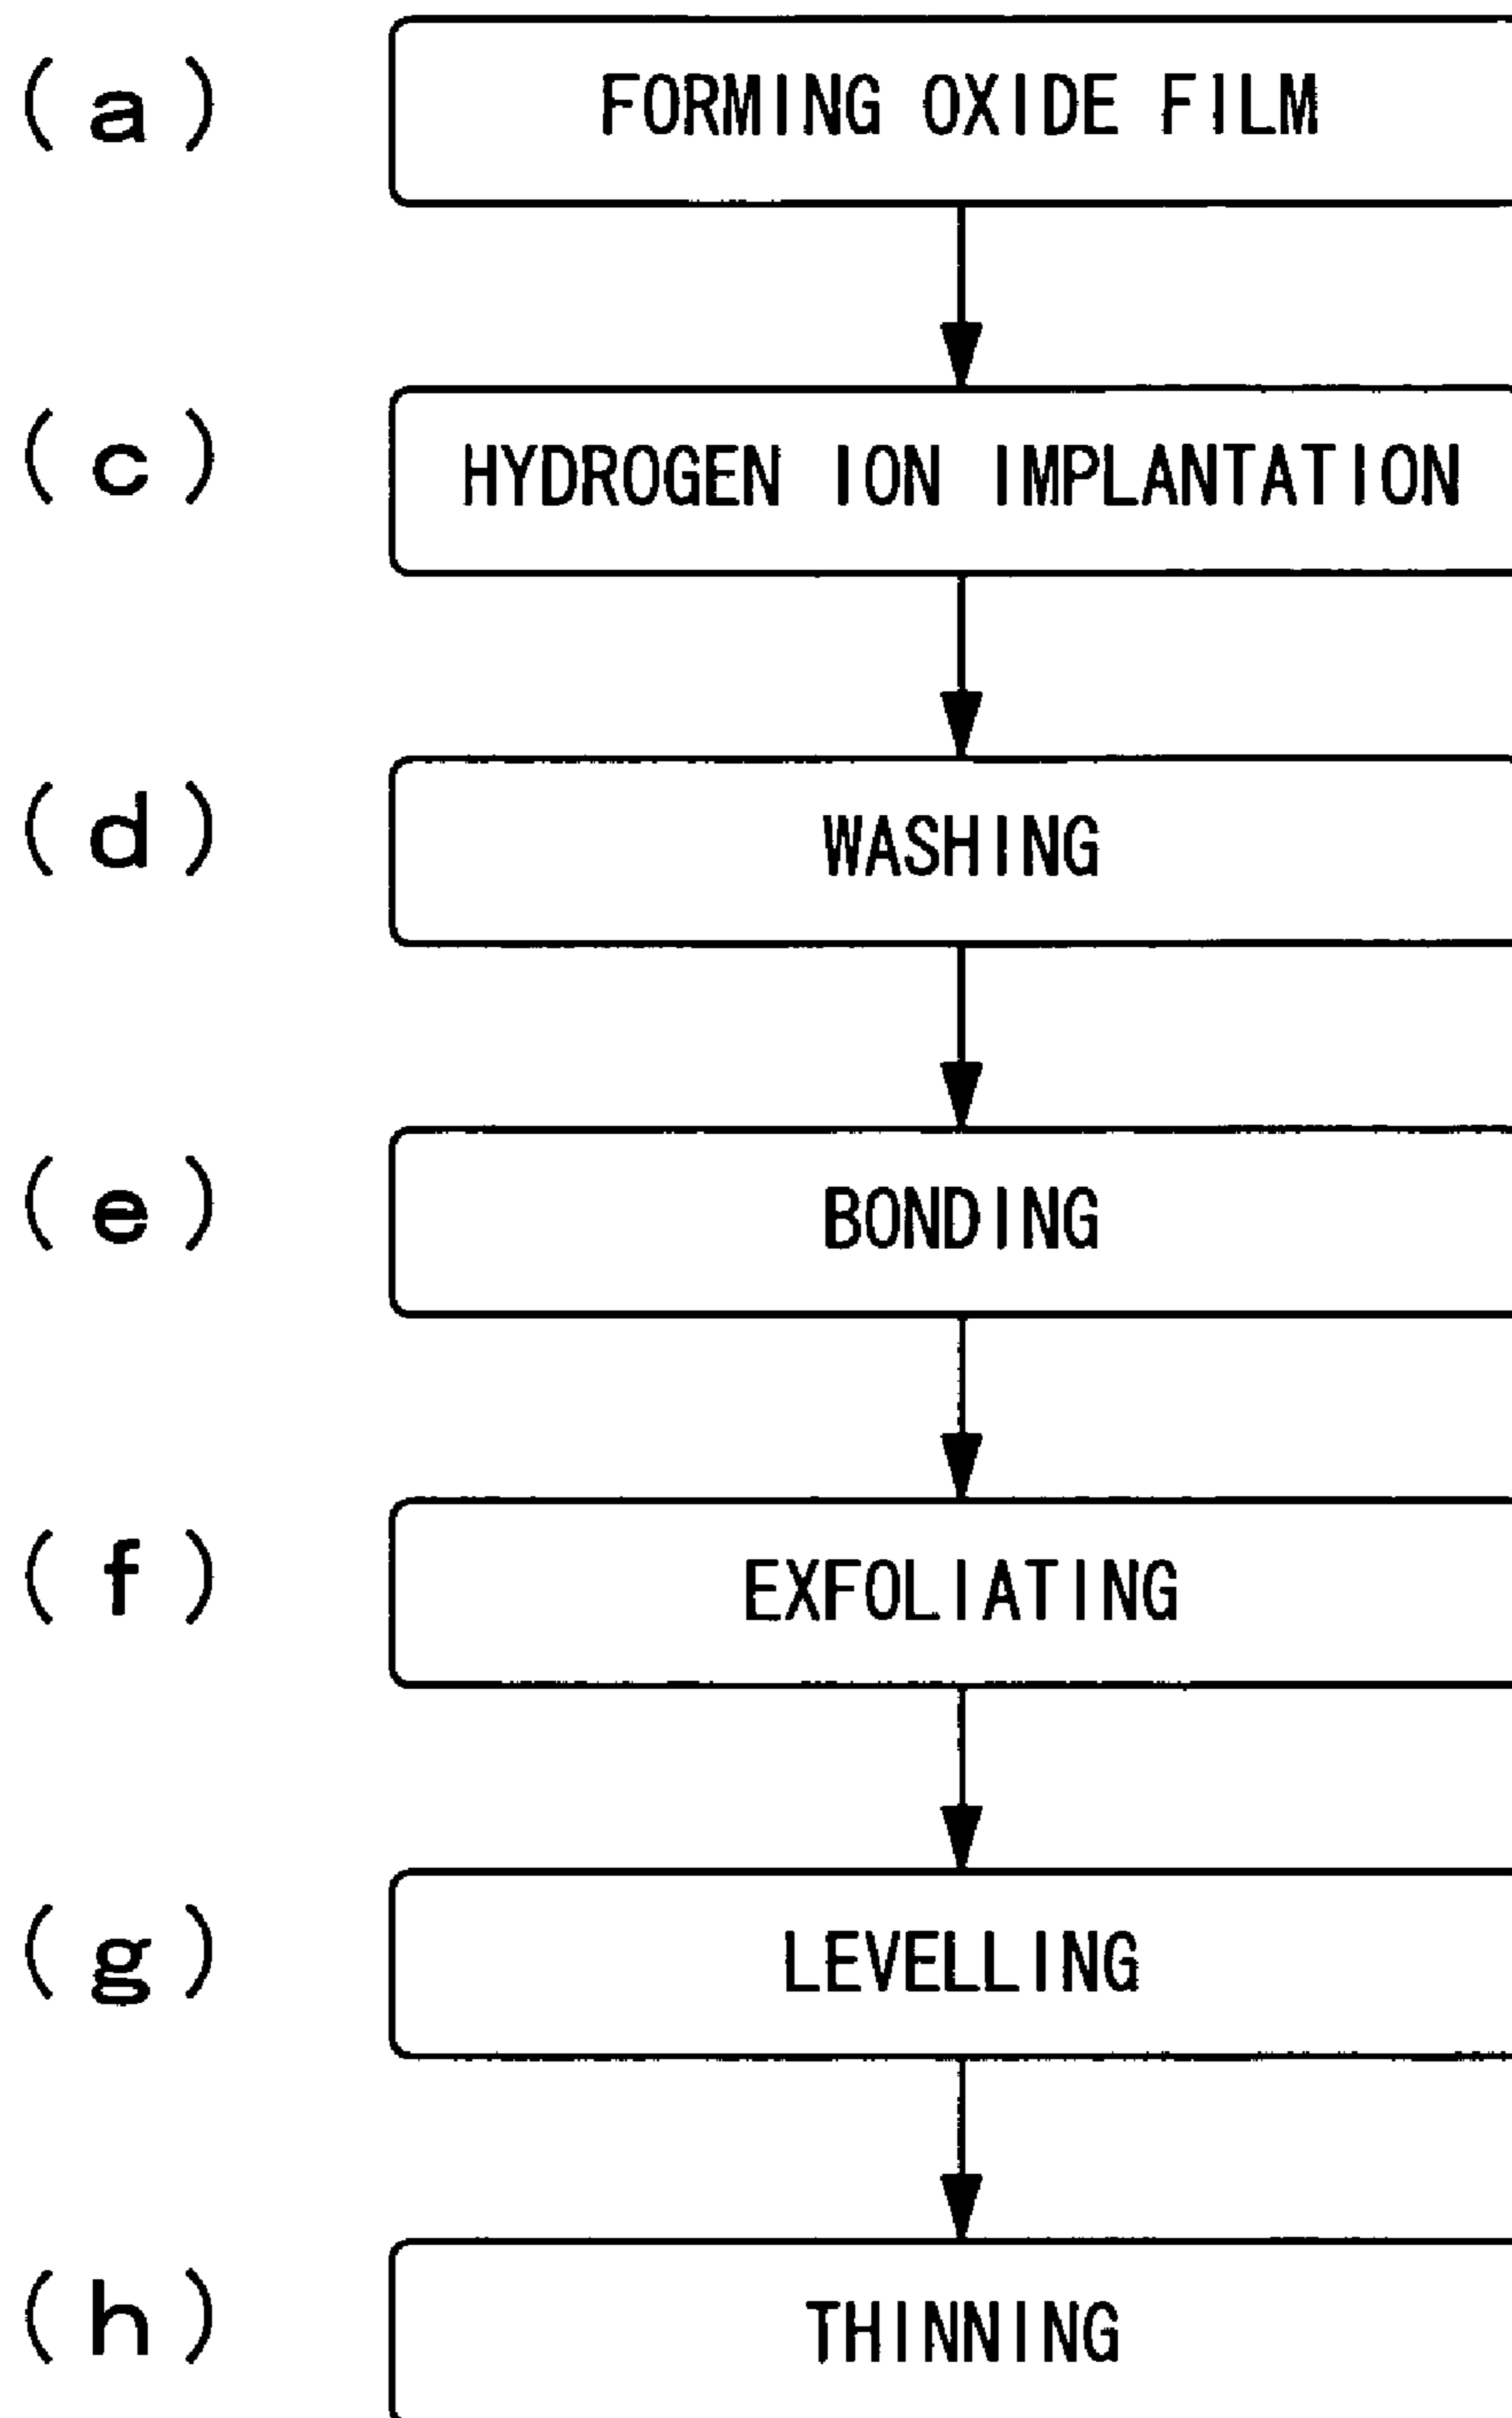 (a) FORMING OXIDE FILM
(c) HYDROGEN ION IMPLANTATION
(d) WASHING
(e) BONDING
(f) EXFOLIATING
(g) LEVELLING
(h) THINNING